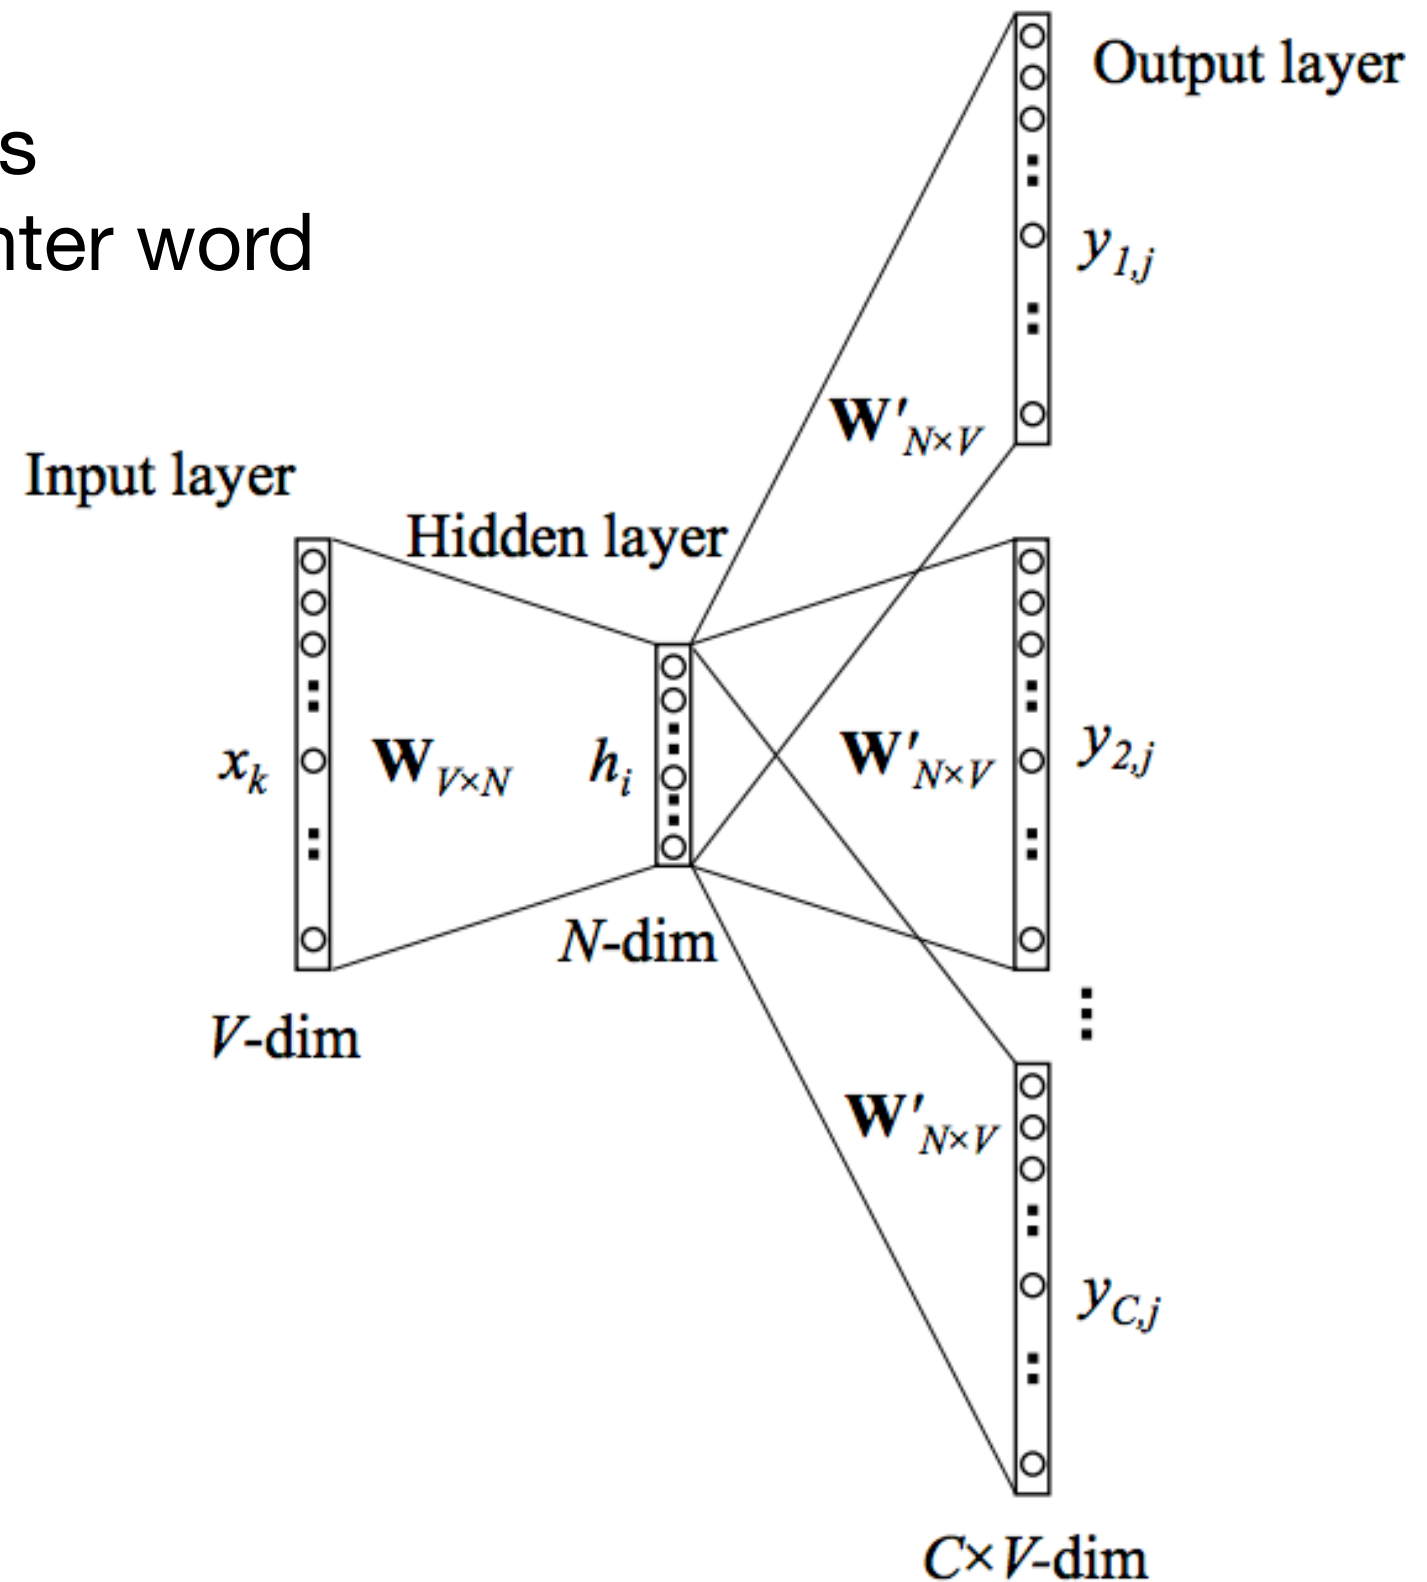 s
nter word
Output layer
y1,j
W'N×V
Input layer
Hidden layer
xk
WV×N
hi
W'N×V
y2,j
N-dim
V-dim
W'N×V
yC,j
C×V-dim